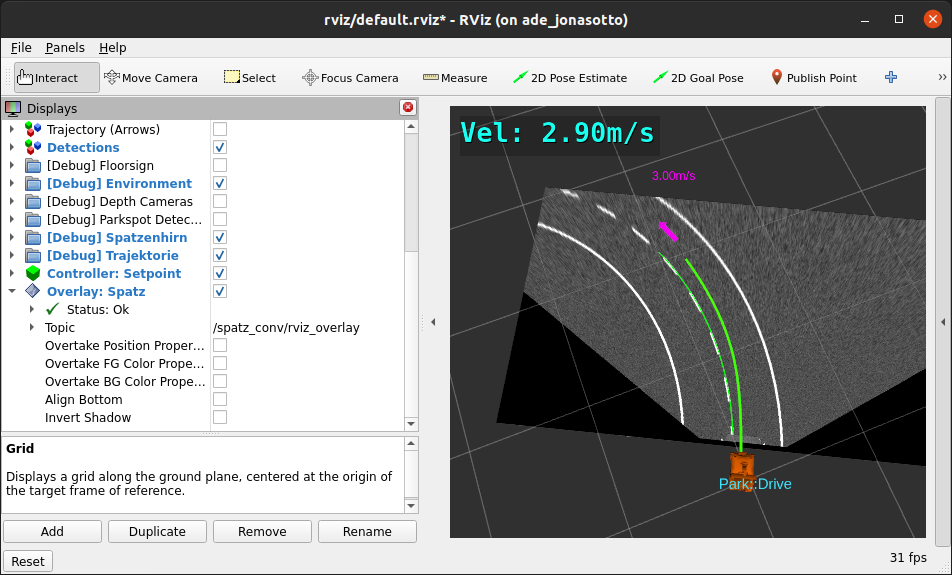 rviz/default.rviz* - RViz (on ade_jonasotto)
File Panels Help
Interact Move Camera Select Focus Camera Measure 2D Pose Estimate 2D Goal Pose Publish Point »
Displays
Trajectory (Arrows)
Detections
[Debug] Floorsign
[Debug] Environment
[Debug] Depth Cameras
[Debug] Parkspot Detec...
[Debug] Spatzenhirn
[Debug] Trajektorie
Controller: Setpoint
Overlay: Spatz
Status: Ok
Topic /spatz_conv/rviz_overlay
Overtake Position Proper...
Overtake FG Color Prope...
Overtake BG Color Prope...
Align Bottom
Invert Shadow
Grid
Displays a grid along the ground plane, centered at the origin of
the target frame of reference.
Add Duplicate Remove Rename
Reset
Vel: 2.90m/s
3.00m/s
Park::Drive
31 fps